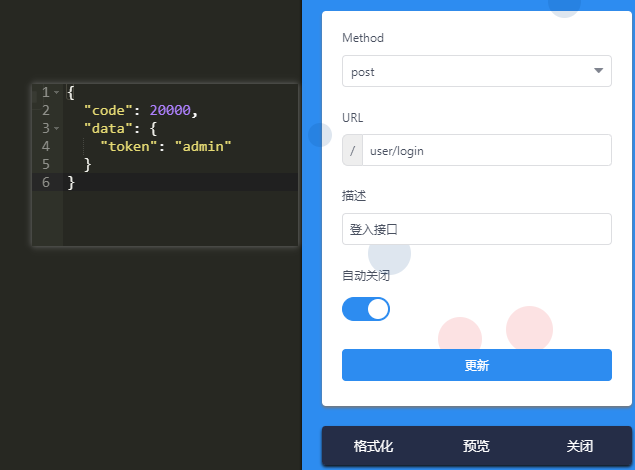 1 {
2 "code": 20000,
3 "data": {
4 "token": "admin"
5 }
6 }
Method
post
URL
/ user/login
描述
登入接口
自动关闭
更新
格式化 预览 关闭